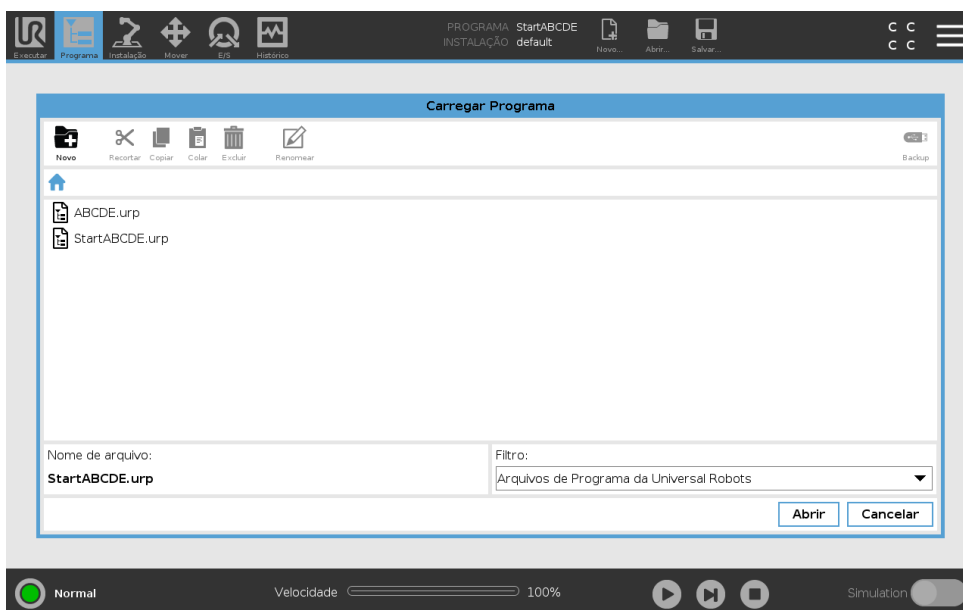 PROGRAMA StartABCDE
INSTALAÇÃO default
C C
C C
Executar Programa Instalação Mover E/S Histórico Novo... Abrir... Salvar...
Carregar Programa
Novo Recortar Copiar Colar Excluir Renomear Backup
ABCDE.urp
StartABCDE.urp
Nome de arquivo: Filtro:
StartABCDE.urp Arquivos de Programa da Universal Robots
Abrir Cancelar
Normal Velocidade 100% Simulation